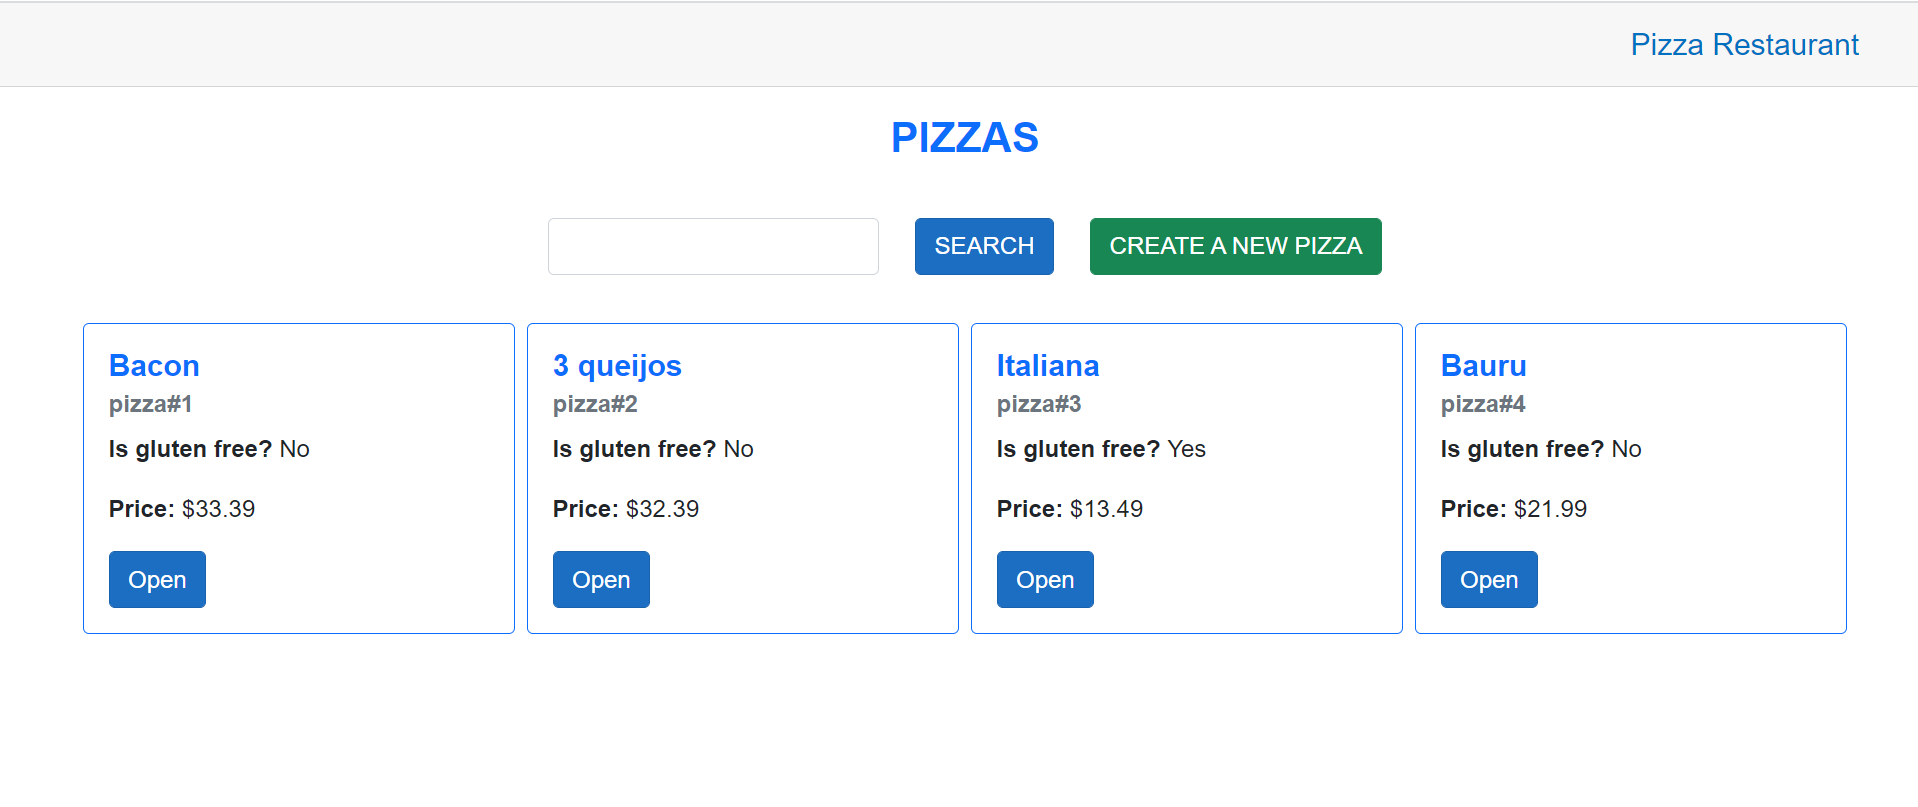 Pizza Restaurant
PIZZAS
SEARCH
CREATE A NEW PIZZA
Bacon
pizza#1
Is gluten free? No
Price: $33.39
Open
3 queijos
pizza#2
Is gluten free? No
Price: $32.39
Open
Italiana
pizza#3
Is gluten free? Yes
Price: $13.49
Open
Bauru
pizza#4
Is gluten free? No
Price: $21.99
Open